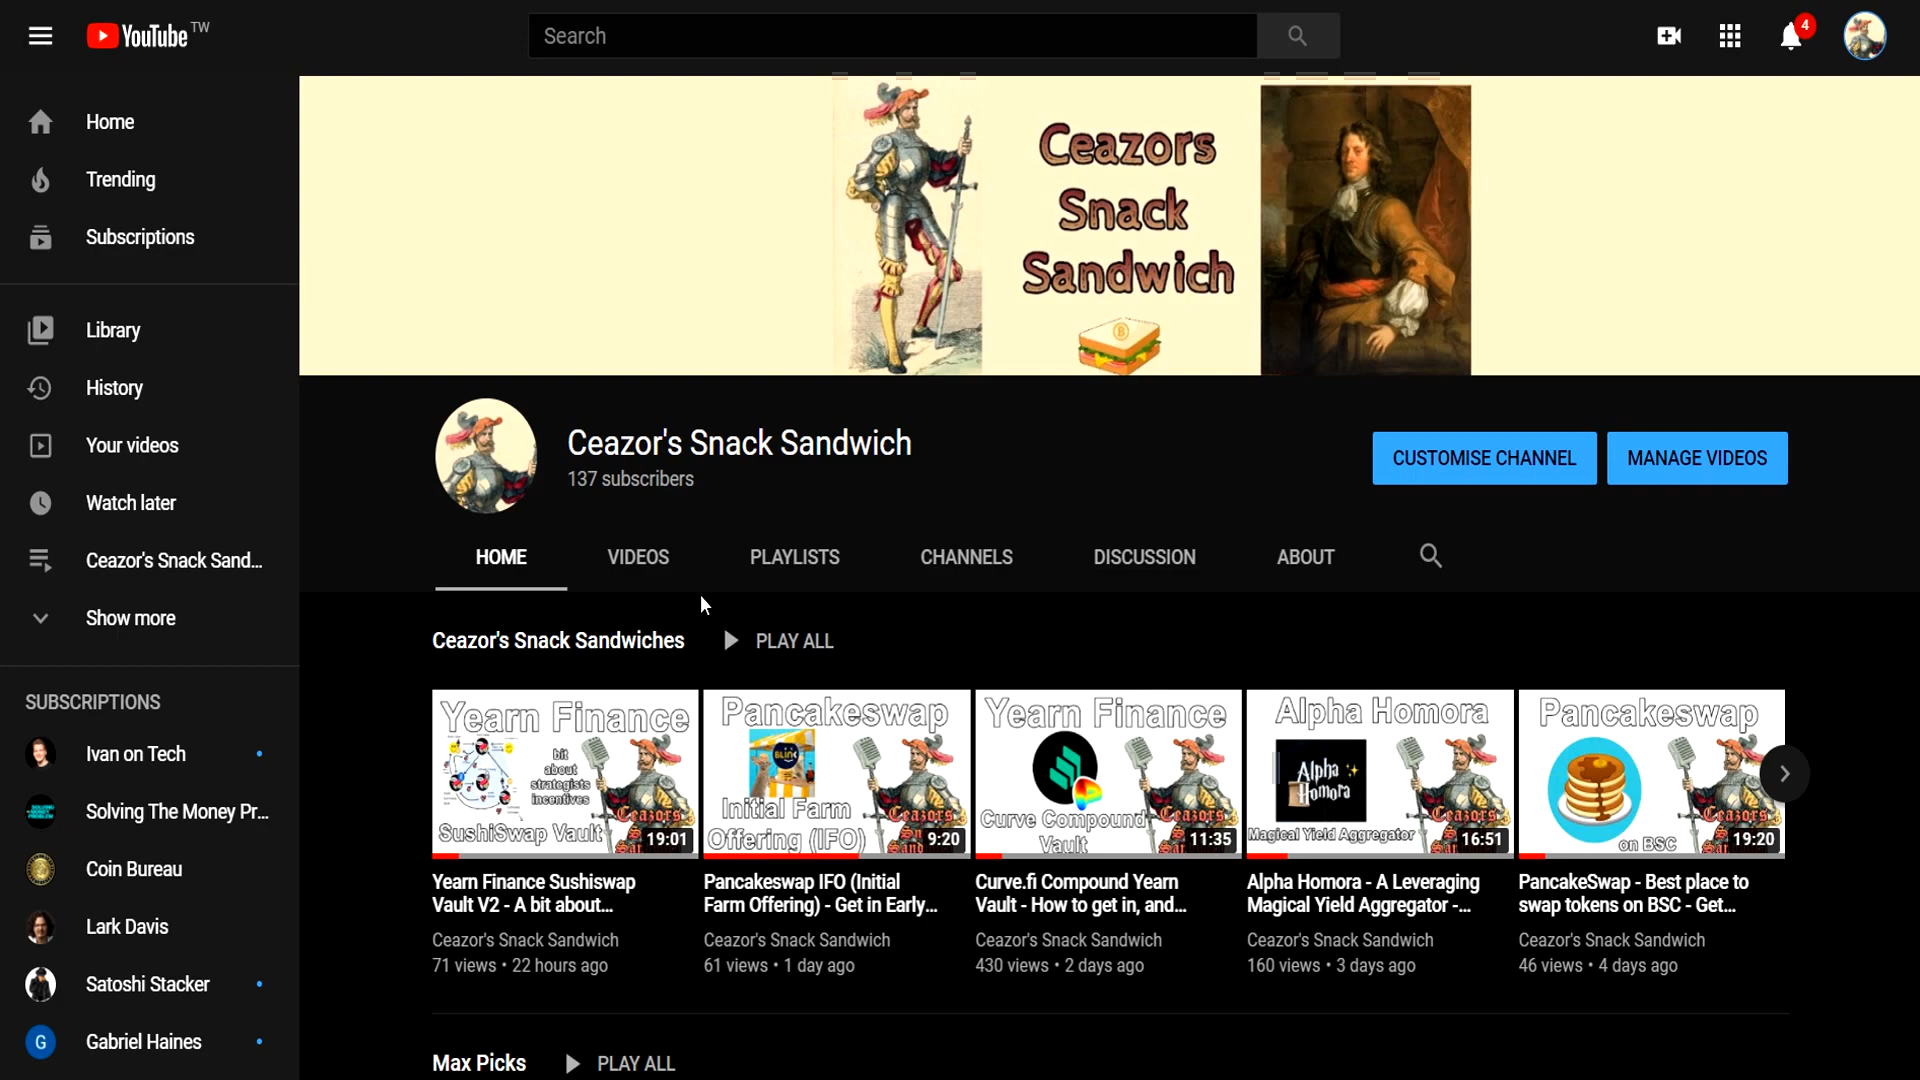 YouTube TW
Search
4
Home
Trending
Subscriptions
Library
History
Your videos
Watch later
Ceazor's Snack Sand...
Show more
SUBSCRIPTIONS
Ivan on Tech
Solving The Money Pr...
Coin Bureau
Lark Davis
Satoshi Stacker
G
Gabriel Haines
Ceazors
Snack
Sandwich
Ceazor's Snack Sandwich
137 subscribers
CUSTOMISE CHANNEL
MANAGE VIDEOS
HOME
VIDEOS
PLAYLISTS
CHANNELS
DISCUSSION
ABOUT
Ceazor's Snack Sandwiches
PLAY ALL
Yearn Finance
bit
about
strategists
incentives
SushiSwap Vault
Ceazors
19:01
Yearn Finance Sushiswap
Vault V2 - A bit about...
Ceazor's Snack Sandwich
71 views • 22 hours ago
Pancakeswap
BLINK
Initial Farm
Offering (IFO)
Ceazors
9:20
Pancakeswap IFO (Initial
Farm Offering) - Get in Early...
Ceazor's Snack Sandwich
61 views • 1 day ago
Yearn Finance
Curve Compound
Vault
Ceazors
11:35
Curve.fi Compound Yearn
Vault - How to get in, and...
Ceazor's Snack Sandwich
430 views • 2 days ago
Alpha Homora
Alpha
Homora
Magical Yield Aggregator
Ceazors
16:51
Alpha Homora - A Leveraging
Magical Yield Aggregator -...
Ceazor's Snack Sandwich
160 views • 3 days ago
Pancakeswap
on BSC
Ceazors
19:20
PancakeSwap - Best place to
swap tokens on BSC - Get...
Ceazor's Snack Sandwich
46 views • 4 days ago
Max Picks
PLAY ALL